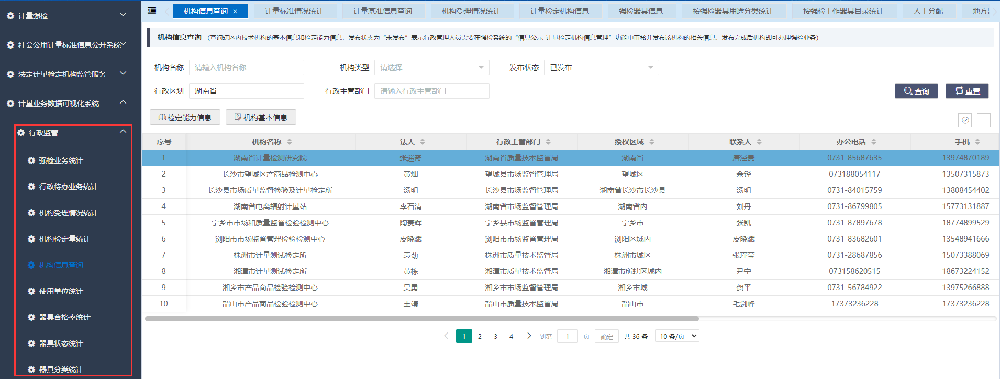 计量强检
社会公用计量标准信息公开系统
法定计量检定机构监管服务
计量业务数据可视化系统
行政监管
强检业务统计
行政待办业务统计
机构受理情况统计
机构检定量统计
机构信息查询
使用单位统计
器具合格率统计
器具状态统计
器具分类统计
机构信息查询 × 计量标准情况统计 计量基准信息查询 机构受理情况统计 计量检定机构信息 强检器具信息 按强检器具用途分类统计 按强检工作器具目录统计 人工分配 地方
机构信息查询 （查询辖区内技术机构的基本信息和检定能力信息，发布状态为“未发布”表示行政管理人员需要在强检系统的“信息公示-计量检定机构信息管理”功能中审核并发布该机构的相关信息，发布完成后机构即可办理强检业务）
机构名称 请输入机构名称 机构类型 请选择 发布状态 已发布
行政区划 湖南省 行政主管部门 请输入行政主管部门 查询 重置
检定能力信息 机构基本信息
序号 机构名称 法人 行政主管部门 授权区域 联系人 办公电话 手机
1 湖南省计量检测研究院 张遥奇 湖南省质量技术监督局 湖南省 唐泾贵 0731-85687635 13974870189
2 长沙市望城区产商品检测中心 黄灿 望城县市场监督管理局 望城区 余铎 073188054117 13507315873
3 长沙县市场质量监督检验及计量检定所 汤明 长沙县市场监督管理局 湖南省长沙市长沙县 汤明 0731-84015759 13808454402
4 湖南省电离辐射计量站 李石清 湖南省市场监督管理局 湖南省内 刘丹 0731-86799805 15773131887
5 宁乡市市场和质量监督检验检测中心 陶赛辉 宁乡县市场监督管理局 宁乡市 张凯 0731-87897678 18774899529
6 浏阳市市场监督管理检验检测中心 皮晓斌 浏阳市市场监督管理局 浏阳区域内 皮晓斌 0731-83682601 13548941666
7 株洲市计量测试检定所 袁劲 株洲市质量技术监督局 株洲市城区 张瑾莹 0731-28687856 15073388069
8 湘潭市计量测试检定所 黄栋 湘潭市质量技术监督局 湘潭市所辖区域内 尹宁 073158620515 18673224152
9 湘乡市产品商品检验检测中心 吴勇 湘乡市市场监督管理局 湘乡市域 贺平 0731-56784922 13975266888
10 韶山市产品商品检验检测中心 王靖 韶山市质量技术监督局 韶山市 毛剑峰 17373236228 17373236228
1 2 3 4 到第 1 页 确定 共 36 条 10 条/页